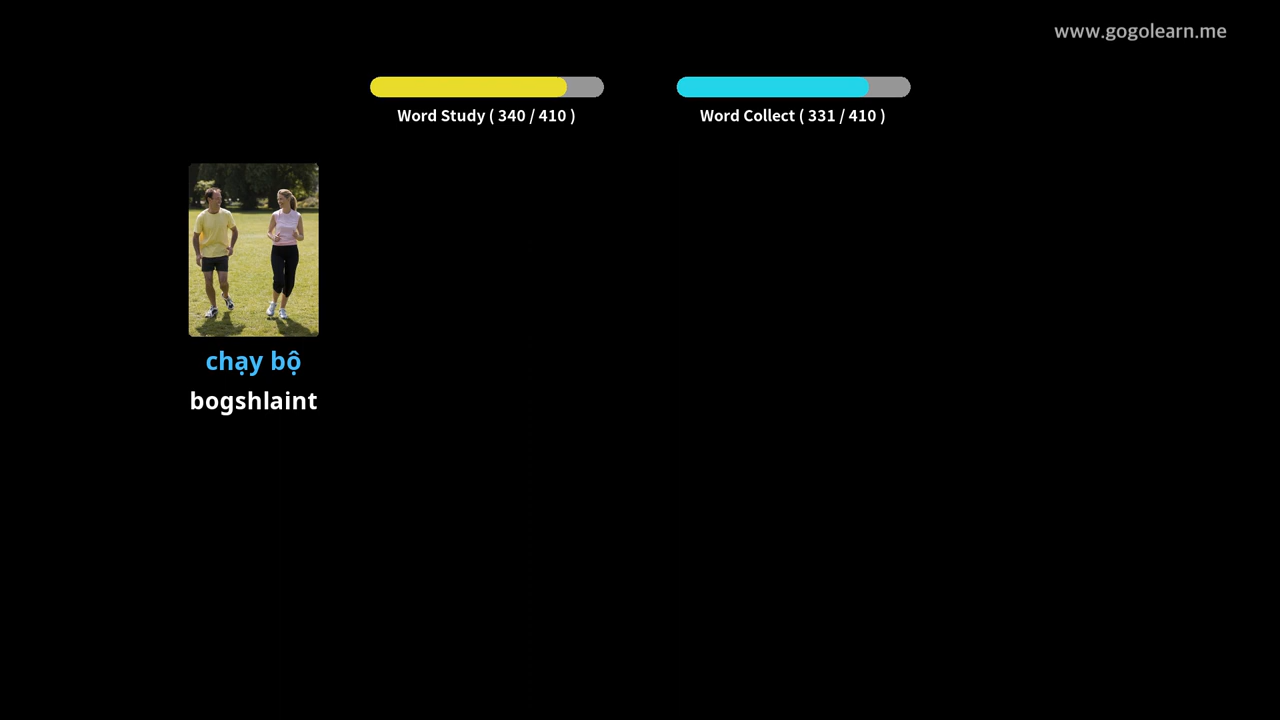 www.gogolearn.me
Word Study ( 340 / 410 )
Word Collect ( 331 / 410 )
chạy bộ
bogshlaint